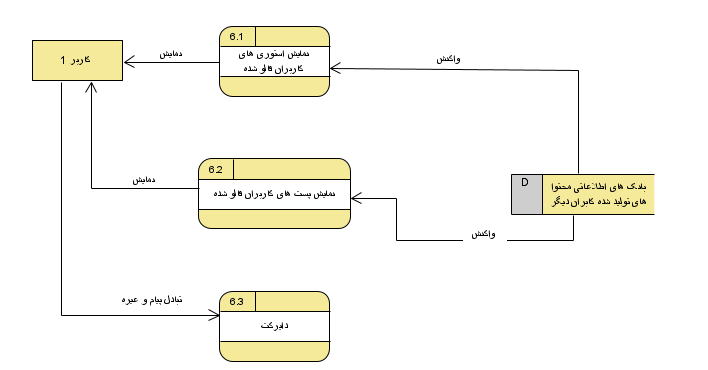 6.1
نمایش استوری های
کاربران فالو شده
نمایش
کاربر 1
واکنش
6.2
نمایش پست های کاربران فالو شده
نمایش
D
بانک های اطلاعاتی محتوا
های تولید شده کابران دیگر
واکنش
6.3
دایرکت
تبادل پیام و غیره